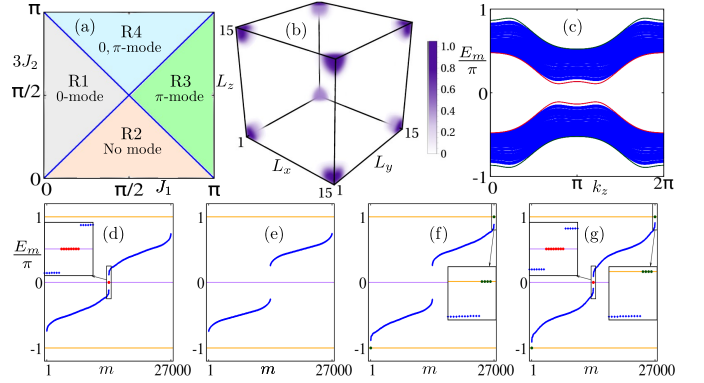 π
(a)
R4
0, π-mode
3J₂
R1
0-mode
R3
π-mode
π/2
R2
No mode
0
0
π/2
J₁
π
(b)
15
L_z
1
L_x
15
1
L_y
15
1.0
0.8
0.6
0.4
0.2
0
(c)
E_m/π
1
0
-1
0
π
k_z
2π
(d)
E_m/π
1
0
-1
1
m
27000
(e)
1
0
-1
1
m
27000
(f)
1
0
-1
1
m
27000
(g)
1
0
-1
1
m
27000